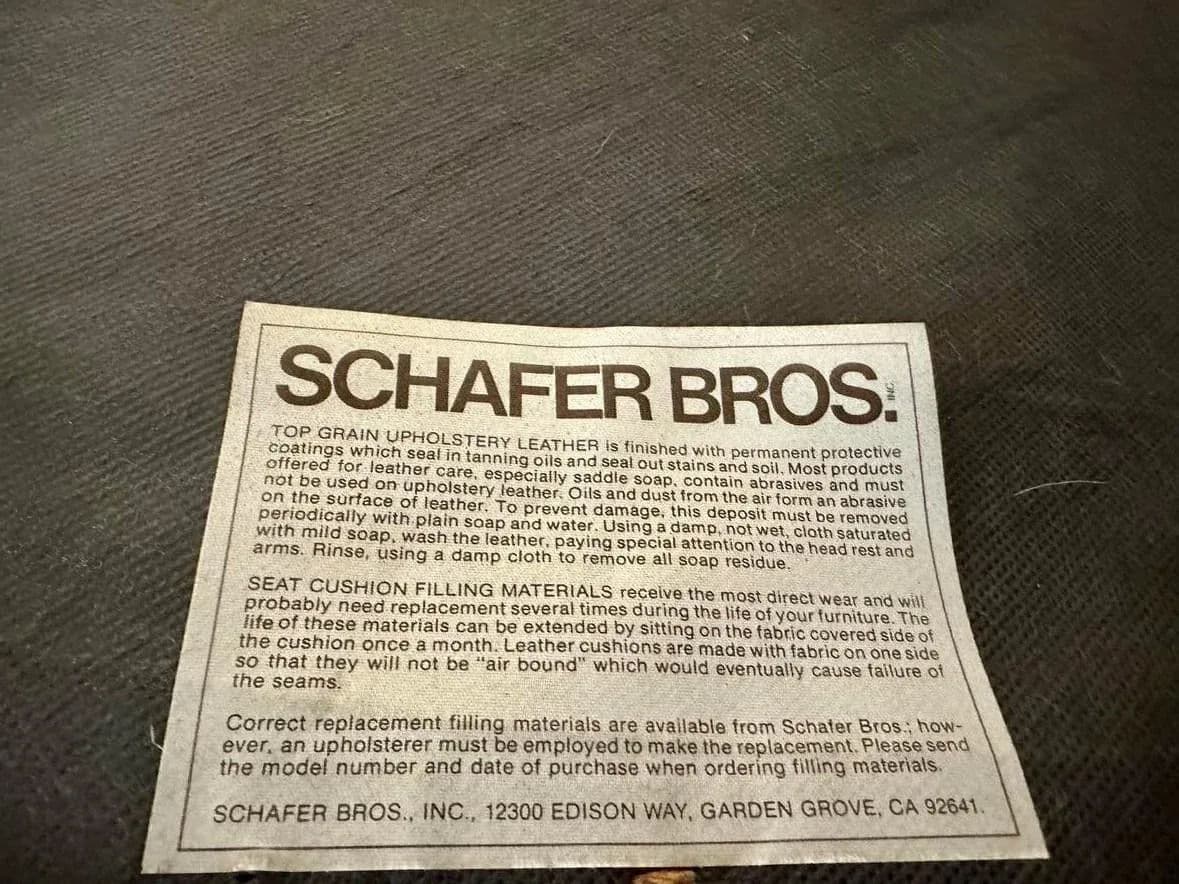 SCHAFER BROS. INC.
TOP GRAIN UPHOLSTERY LEATHER is finished with permanent protective
coatings which seal in tanning oils and seal out stains and soil. Most products
offered for leather care, especially saddle soap, contain abrasives and must
not be used on upholstery leather. Oils and dust from the air form an abrasive
on the surface of leather. To prevent damage, this deposit must be removed
periodically with plain soap and water. Using a damp, not wet, cloth saturated
with mild soap, wash the leather, paying special attention to the head rest and
arms. Rinse, using a damp cloth to remove all soap residue.
SEAT CUSHION FILLING MATERIALS receive the most direct wear and will
probably need replacement several times during the life of your furniture. The
life of these materials can be extended by sitting on the fabric covered side of
the cushion once a month. Leather cushions are made with fabric on one side
so that they will not be "air bound" which would eventually cause failure of
the seams.
Correct replacement filling materials are available from Schafer Bros.; how-
ever, an upholsterer must be employed to make the replacement. Please send
the model number and date of purchase when ordering filling materials.
SCHAFER BROS., INC., 12300 EDISON WAY, GARDEN GROVE, CA 92641.